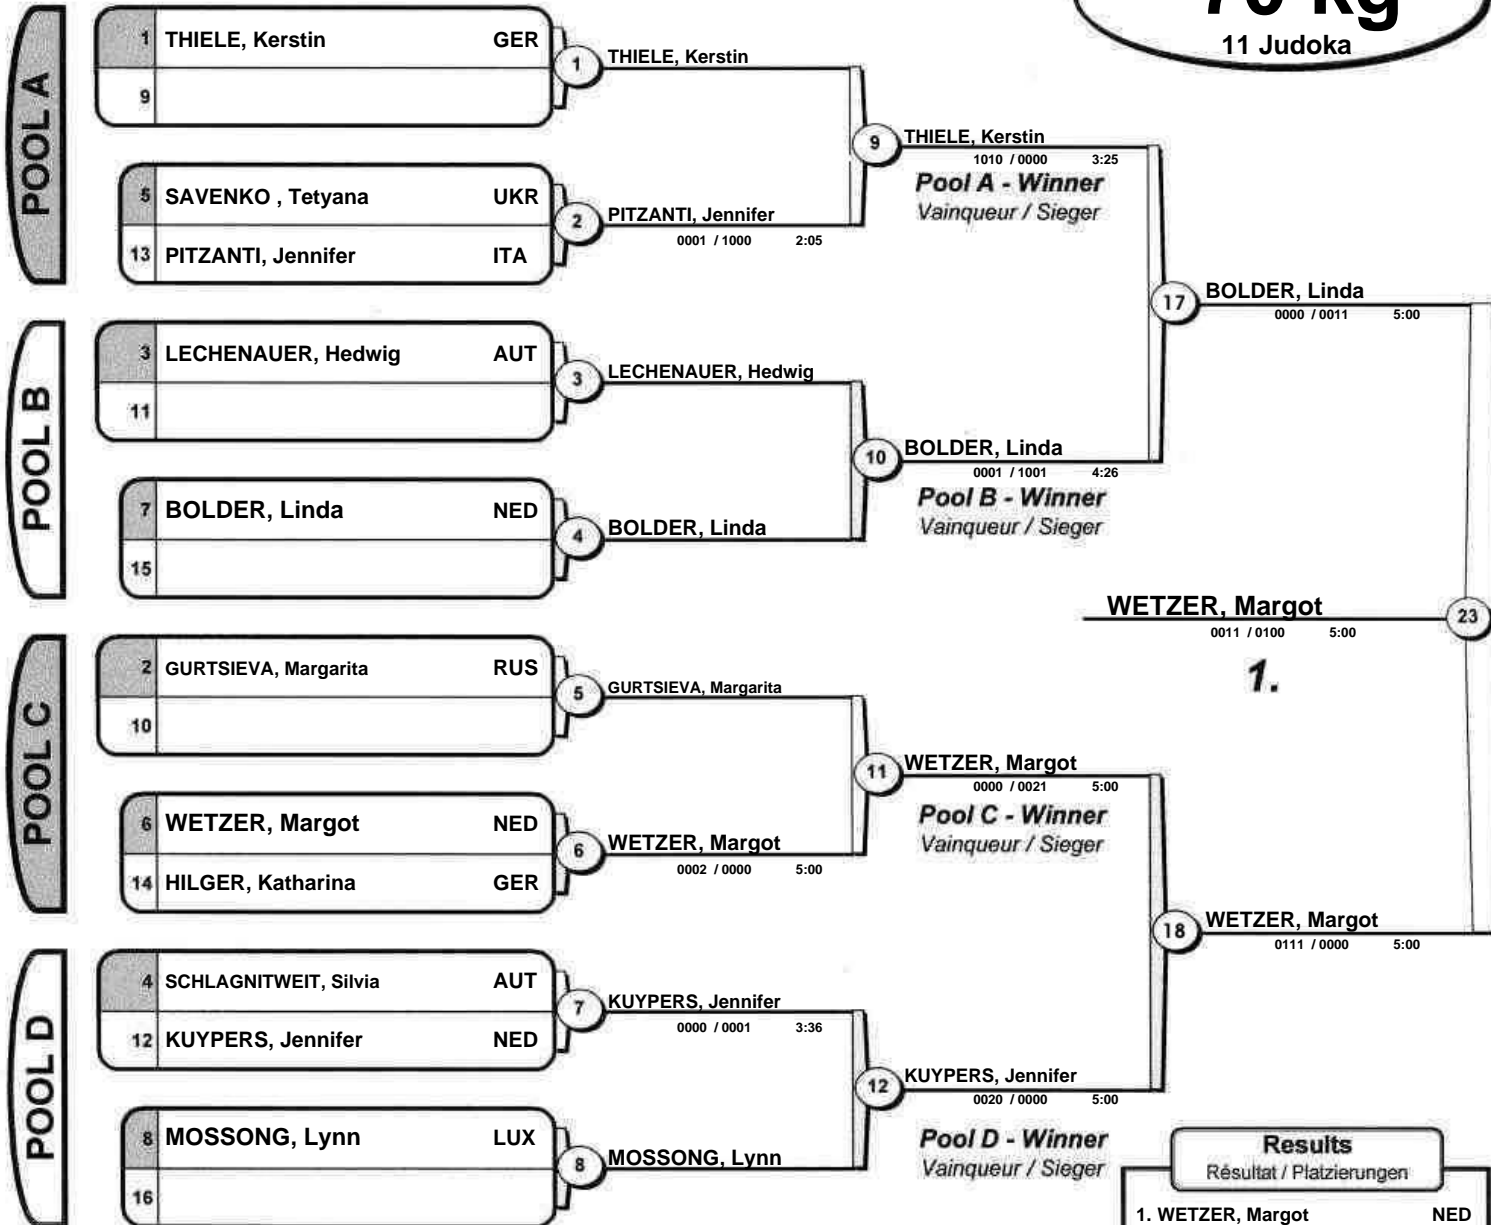 70 kg
11 Judoka
POOL A
1 THIELE, Kerstin GER
9
5 SAVENKO , Tetyana UKR
13 PITZANTI, Jennifer ITA
1 THIELE, Kerstin
2 PITZANTI, Jennifer
0001 / 1000 2:05
9 THIELE, Kerstin
1010 / 0000 3:25
Pool A - Winner
Vainqueur / Sieger
POOL B
3 LECHENAUER, Hedwig AUT
11
7 BOLDER, Linda NED
15
3 LECHENAUER, Hedwig
4 BOLDER, Linda
10 BOLDER, Linda
0001 / 1001 4:26
Pool B - Winner
Vainqueur / Sieger
17 BOLDER, Linda
0000 / 0011 5:00
WETZER, Margot 23
0011 / 0100 5:00
1.
POOL C
2 GURTSIEVA, Margarita RUS
10
6 WETZER, Margot NED
14 HILGER, Katharina GER
5 GURTSIEVA, Margarita
6 WETZER, Margot
0002 / 0000 5:00
11 WETZER, Margot
0000 / 0021 5:00
Pool C - Winner
Vainqueur / Sieger
18 WETZER, Margot
0111 / 0000 5:00
POOL D
4 SCHLAGNITWEIT, Silvia AUT
12 KUYPERS, Jennifer NED
8 MOSSONG, Lynn LUX
16
7 KUYPERS, Jennifer
0000 / 0001 3:36
8 MOSSONG, Lynn
12 KUYPERS, Jennifer
0020 / 0000 5:00
Pool D - Winner
Vainqueur / Sieger
Results
Résultat / Platzierungen
1. WETZER, Margot NED